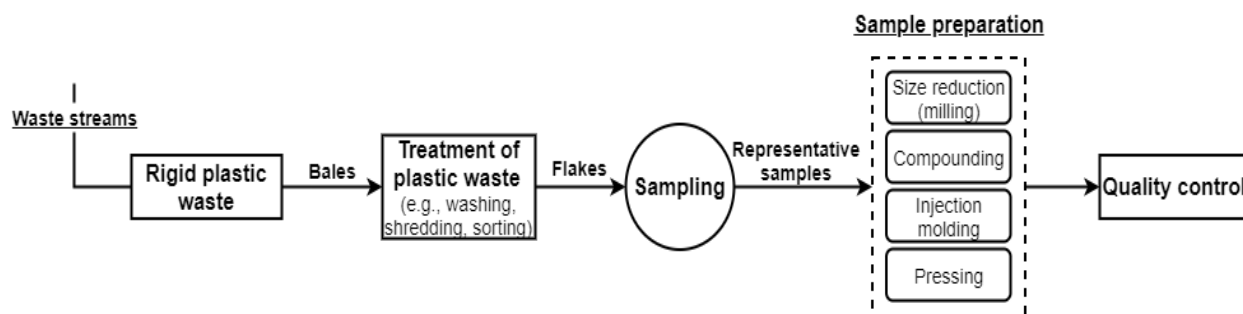 Sample preparation
Waste streams
Rigid plastic
waste
Bales
Treatment of
plastic waste
(e.g., washing,
shredding, sorting)
Flakes
Sampling
Representative
samples
Size reduction
(milling)
Compounding
Injection
molding
Pressing
Quality control